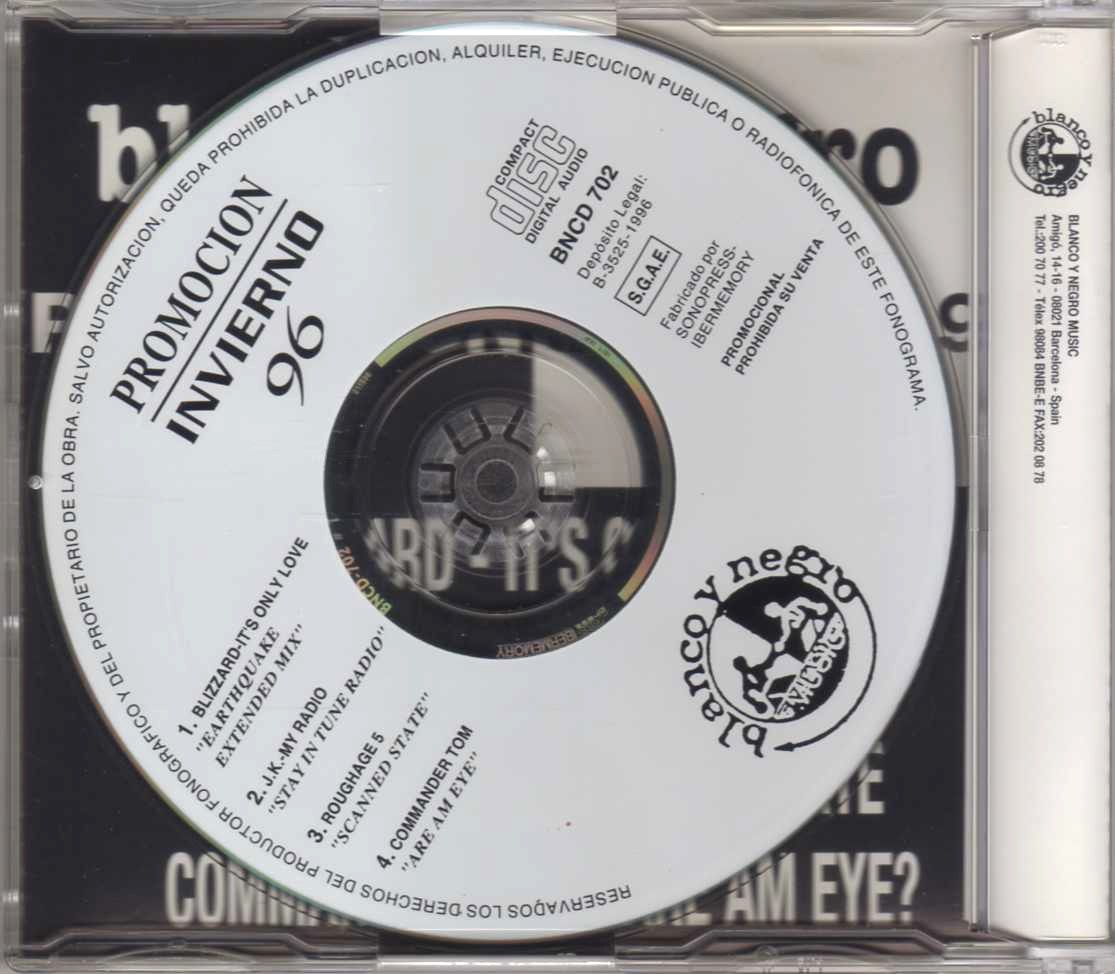 PROMOCION
INVIERNO
96
COMPACT
disc
DIGITAL AUDIO
BNCD 702
Depósito Legal:
B-3525-1996
S.G.A.E.
Fabricado por
SONOPRESS-
IBERMEMORY
PROMOCIONAL
PROHIBIDA SU VENTA
1. BLIZZARD-IT'S ONLY LOVE
"EARTHQUAKE
EXTENDED MIX"
2. J.K.-MY RADIO
"STAY IN TUNE RADIO"
3. ROUGHAGE 5
"SCANNED STATE"
4. COMMANDER TOM
"ARE AM EYE"
blanco y negro
MUSIC
RESERVADOS LOS DERECHOS DEL PRODUCTOR FONOGRAFICO Y DEL PROPIETARIO DE LA OBRA. SALVO AUTORIZACION, QUEDA PROHIBIDA LA DUPLICACION, ALQUILER, EJECUCION PUBLICA O RADIOFONICA DE ESTE FONOGRAMA.
BNCD-702
IBERMEMORY
IT'S
AM EYE?
blanco y negro
MUSIC
BLANCO Y NEGRO MUSIC
Amigó, 14-16 - 08021 Barcelona - Spain
Tel.:200 70 77 - Télex 98084 BNBE-E FAX:202 08 78